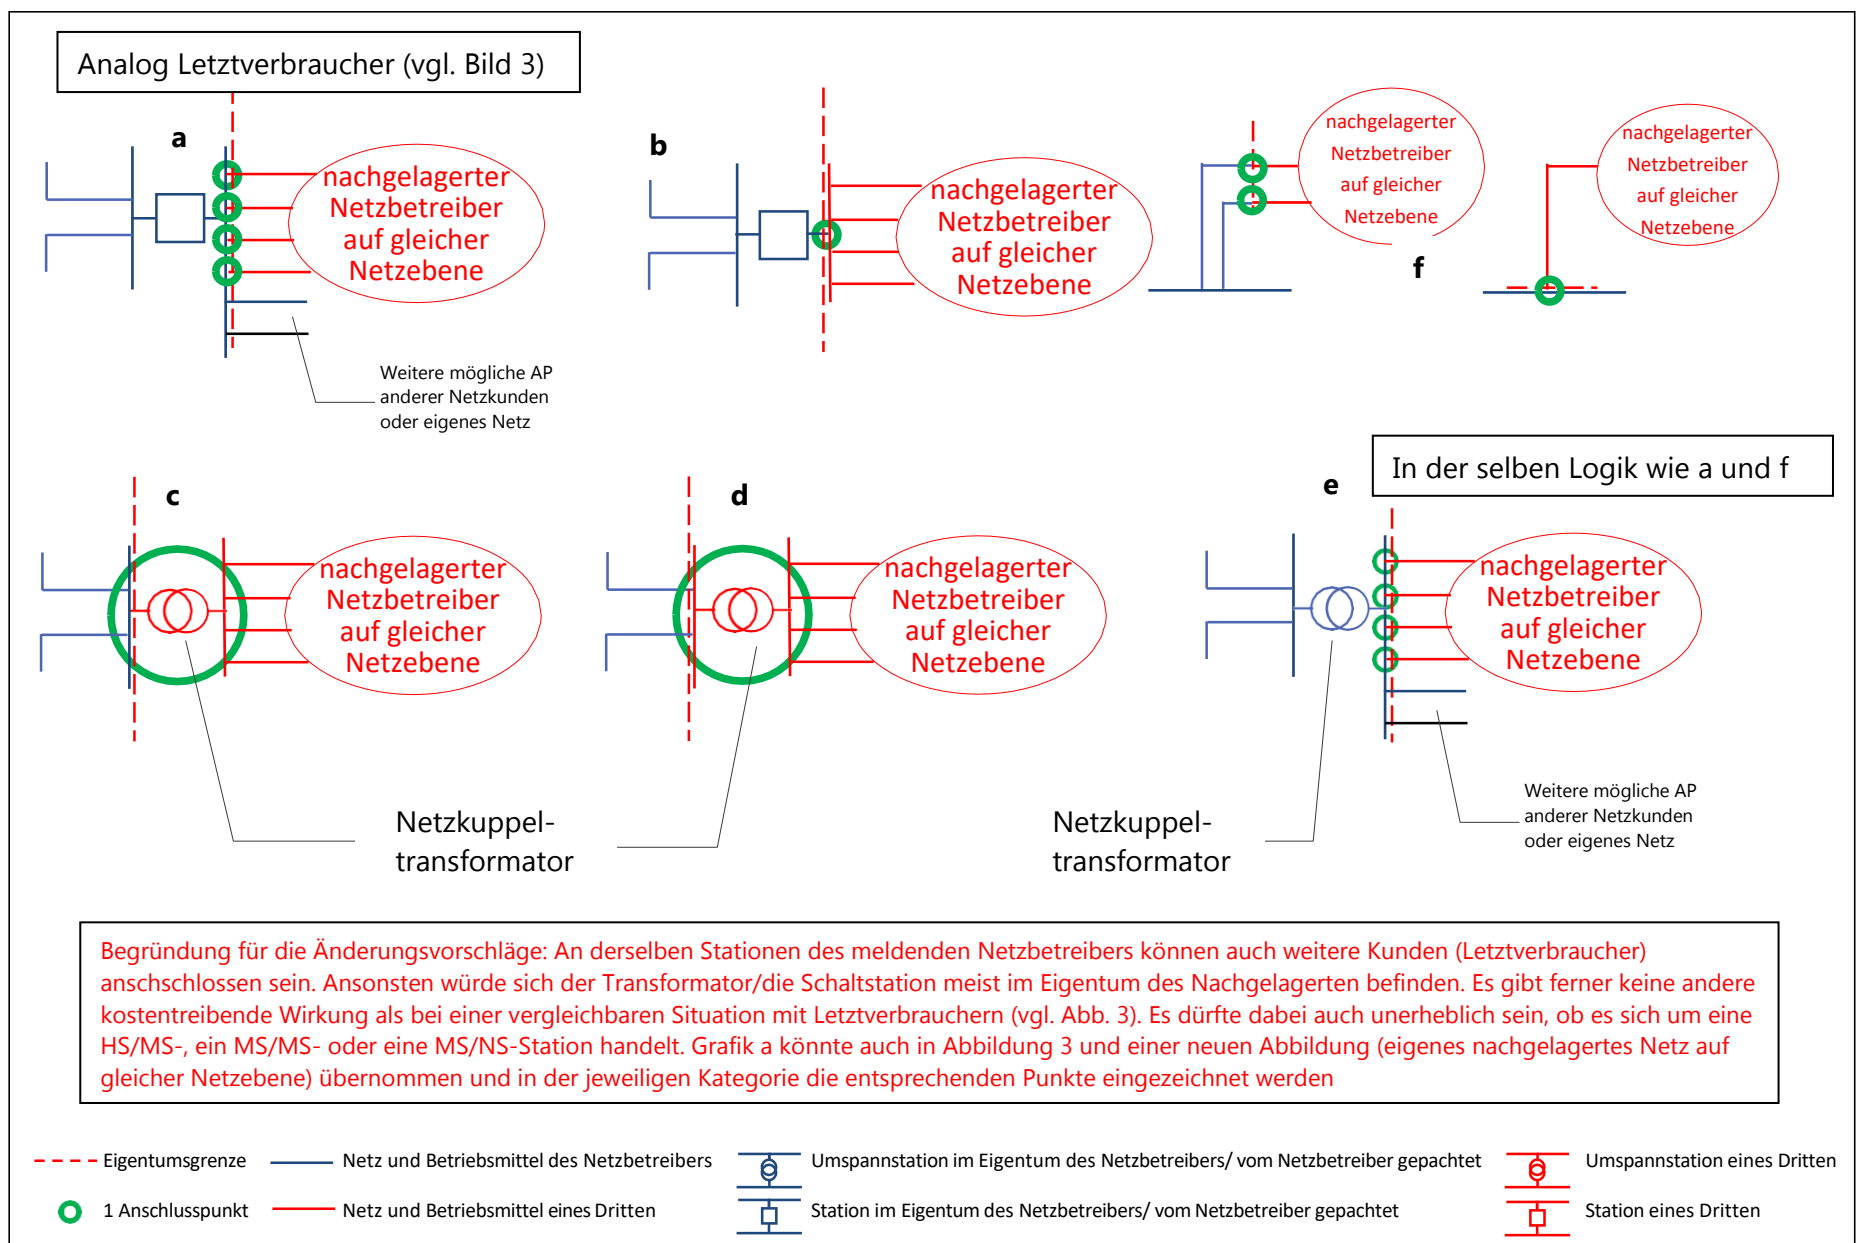 Analog Letztverbraucher (vgl. Bild 3)
a
nachgelagerter
Netzbetreiber
auf gleicher
Netzebene
Weitere mögliche AP
anderer Netzkunden
oder eigenes Netz
b
nachgelagerter
Netzbetreiber
auf gleicher
Netzebene
nachgelagerter
Netzbetreiber
auf gleicher
Netzebene
f
nachgelagerter
Netzbetreiber
auf gleicher
Netzebene
c
nachgelagerter
Netzbetreiber
auf gleicher
Netzebene
d
nachgelagerter
Netzbetreiber
auf gleicher
Netzebene
Netzkuppel-
transformator
In der selben Logik wie a und f
e
nachgelagerter
Netzbetreiber
auf gleicher
Netzebene
Netzkuppel-
transformator
Weitere mögliche AP
anderer Netzkunden
oder eigenes Netz
Begründung für die Änderungsvorschläge: An derselben Stationen des meldenden Netzbetreibers können auch weitere Kunden (Letztverbraucher)
anschschlossen sein. Ansonsten würde sich der Transformator/die Schaltstation meist im Eigentum des Nachgelagerten befinden. Es gibt ferner keine andere
kostentreibende Wirkung als bei einer vergleichbaren Situation mit Letztverbrauchern (vgl. Abb. 3). Es dürfte dabei auch unerheblich sein, ob es sich um eine
HS/MS-, ein MS/MS- oder eine MS/NS-Station handelt. Grafik a könnte auch in Abbildung 3 und einer neuen Abbildung (eigenes nachgelagertes Netz auf
gleicher Netzebene) übernommen und in der jeweiligen Kategorie die entsprechenden Punkte eingezeichnet werden
Eigentumsgrenze
Netz und Betriebsmittel des Netzbetreibers
Umspannstation im Eigentum des Netzbetreibers/ vom Netzbetreiber gepachtet
Umspannstation eines Dritten
1 Anschlusspunkt
Netz und Betriebsmittel eines Dritten
Station im Eigentum des Netzbetreibers/ vom Netzbetreiber gepachtet
Station eines Dritten